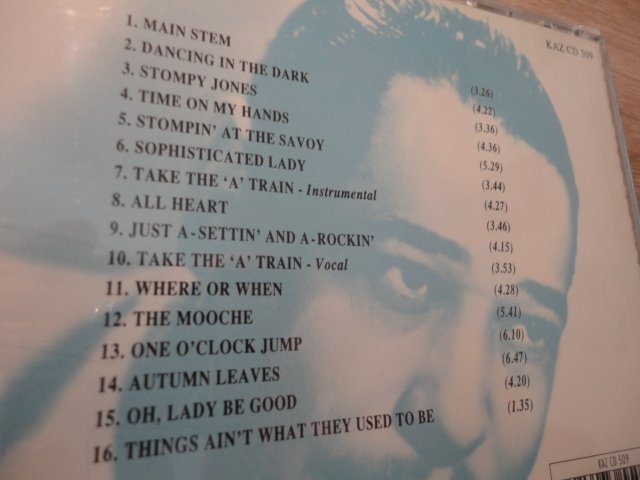 KAZ CD 509
1. MAIN STEM (3.26)
2. DANCING IN THE DARK (4.22)
3. STOMPY JONES (3.36)
4. TIME ON MY HANDS (4.36)
5. STOMPIN' AT THE SAVOY (5.29)
6. SOPHISTICATED LADY (3.44)
7. TAKE THE 'A' TRAIN - Instrumental (4.27)
8. ALL HEART (3.46)
9. JUST A-SETTIN' AND A-ROCKIN' (4.15)
10. TAKE THE 'A' TRAIN - Vocal (3.53)
11. WHERE OR WHEN (4.28)
12. THE MOOCHE (5.41)
13. ONE O'CLOCK JUMP (6.10)
14. AUTUMN LEAVES (6.47)
15. OH, LADY BE GOOD (4.20)
16. THINGS AIN'T WHAT THEY USED TO BE (1.35)
KAZ CD 509